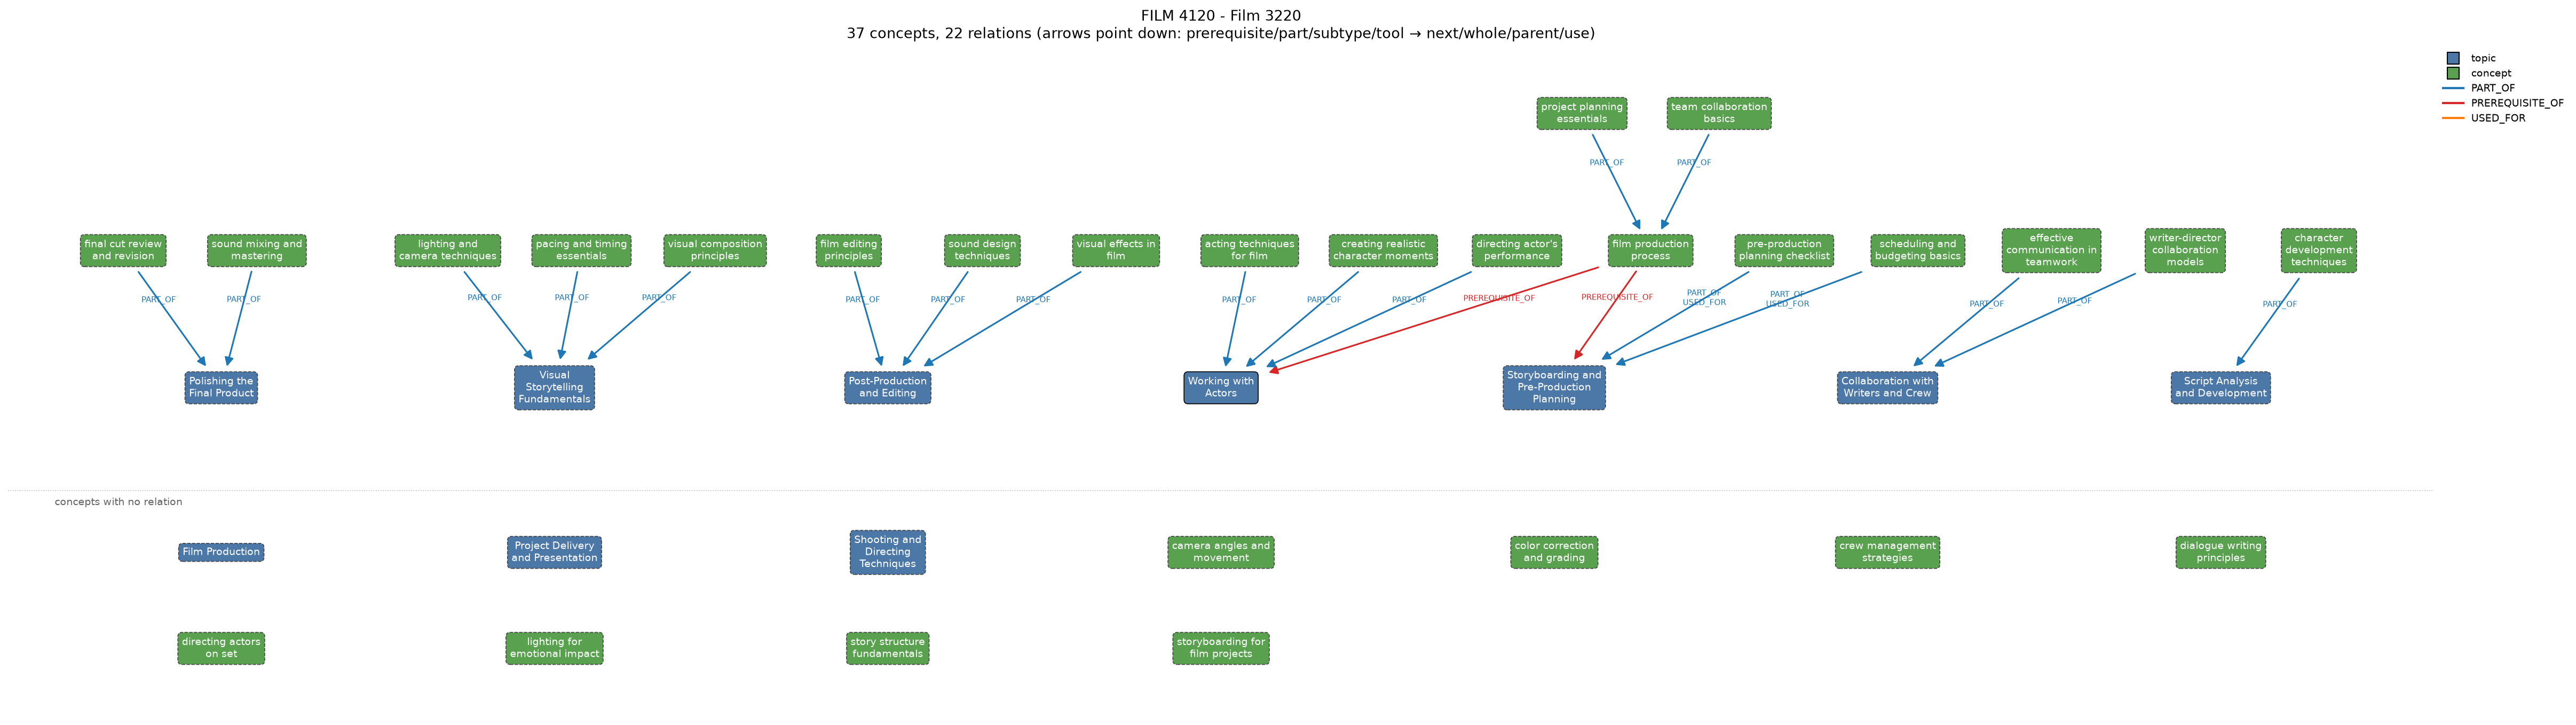 FILM 4120 - Film 3220
37 concepts, 22 relations (arrows point down: prerequisite/part/subtype/tool → next/whole/parent/use)
topic
concept
PART_OF
PREREQUISITE_OF
USED_FOR
project planning
essentials
team collaboration
basics
PART_OF
PART_OF
final cut review
and revision
sound mixing and
mastering
lighting and
camera techniques
pacing and timing
essentials
visual composition
principles
film editing
principles
sound design
techniques
visual effects in
film
acting techniques
for film
creating realistic
character moments
directing actor's
performance
film production
process
pre-production
planning checklist
scheduling and
budgeting basics
effective
communication in
teamwork
writer-director
collaboration
models
character
development
techniques
PART_OF
PART_OF
PART_OF
PART_OF
PART_OF
PART_OF
PART_OF
PART_OF
PART_OF
PART_OF
PART_OF
PREREQUISITE_OF
PREREQUISITE_OF
PART_OF
USED_FOR
PART_OF
USED_FOR
PART_OF
PART_OF
PART_OF
Polishing the
Final Product
Visual
Storytelling
Fundamentals
Post-Production
and Editing
Working with
Actors
Storyboarding and
Pre-Production
Planning
Collaboration with
Writers and Crew
Script Analysis
and Development
concepts with no relation
Film Production
Project Delivery
and Presentation
Shooting and
Directing
Techniques
camera angles and
movement
color correction
and grading
crew management
strategies
dialogue writing
principles
directing actors
on set
lighting for
emotional impact
story structure
fundamentals
storyboarding for
film projects